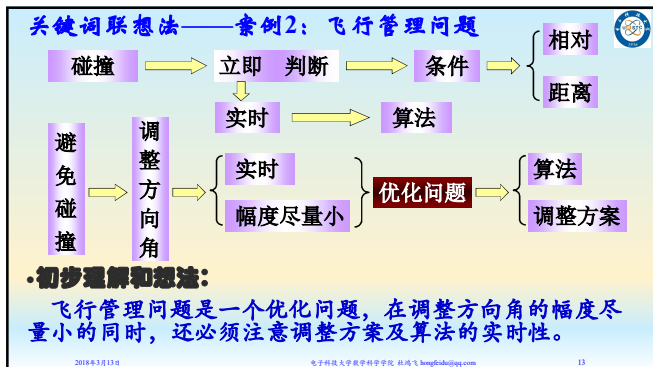 关键词联想法——案例2：飞行管理问题
碰撞
立即 判断
条件
相对
距离
实时
算法
避免碰撞
调整方向角
实时
幅度尽量小
优化问题
算法
调整方案
·初步理解和想法：
飞行管理问题是一个优化问题，在调整方向角的幅度尽
量小的同时，还必须注意调整方案及算法的实时性。
2018年3月13日
电子科技大学数学科学学院 杜鸿飞 hongfeidu@qq.com
13